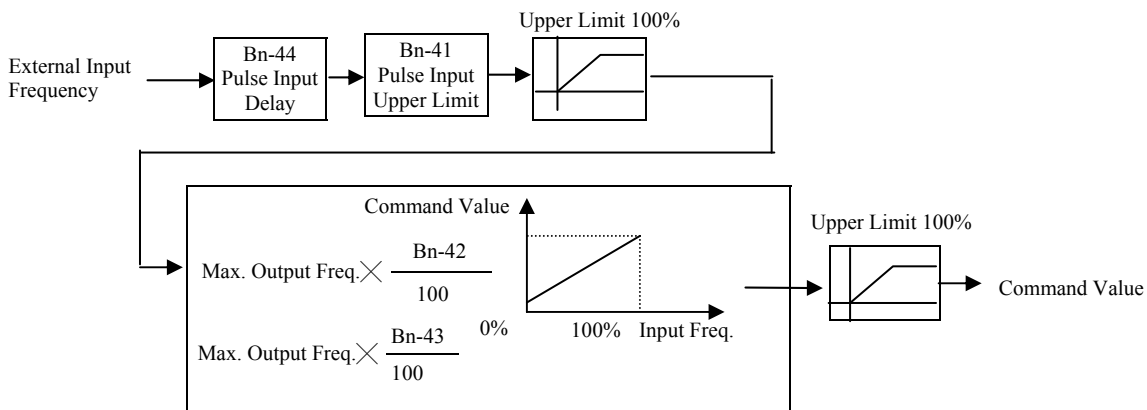 Upper Limit 100%
External Input
Frequency
Bn-44
Pulse Input
Delay
Bn-41
Pulse Input
Upper Limit
Command Value
Max. Output Freq.× Bn-42
100
Max. Output Freq.× Bn-43
100
0%
100%
Input Freq.
Upper Limit 100%
Command Value